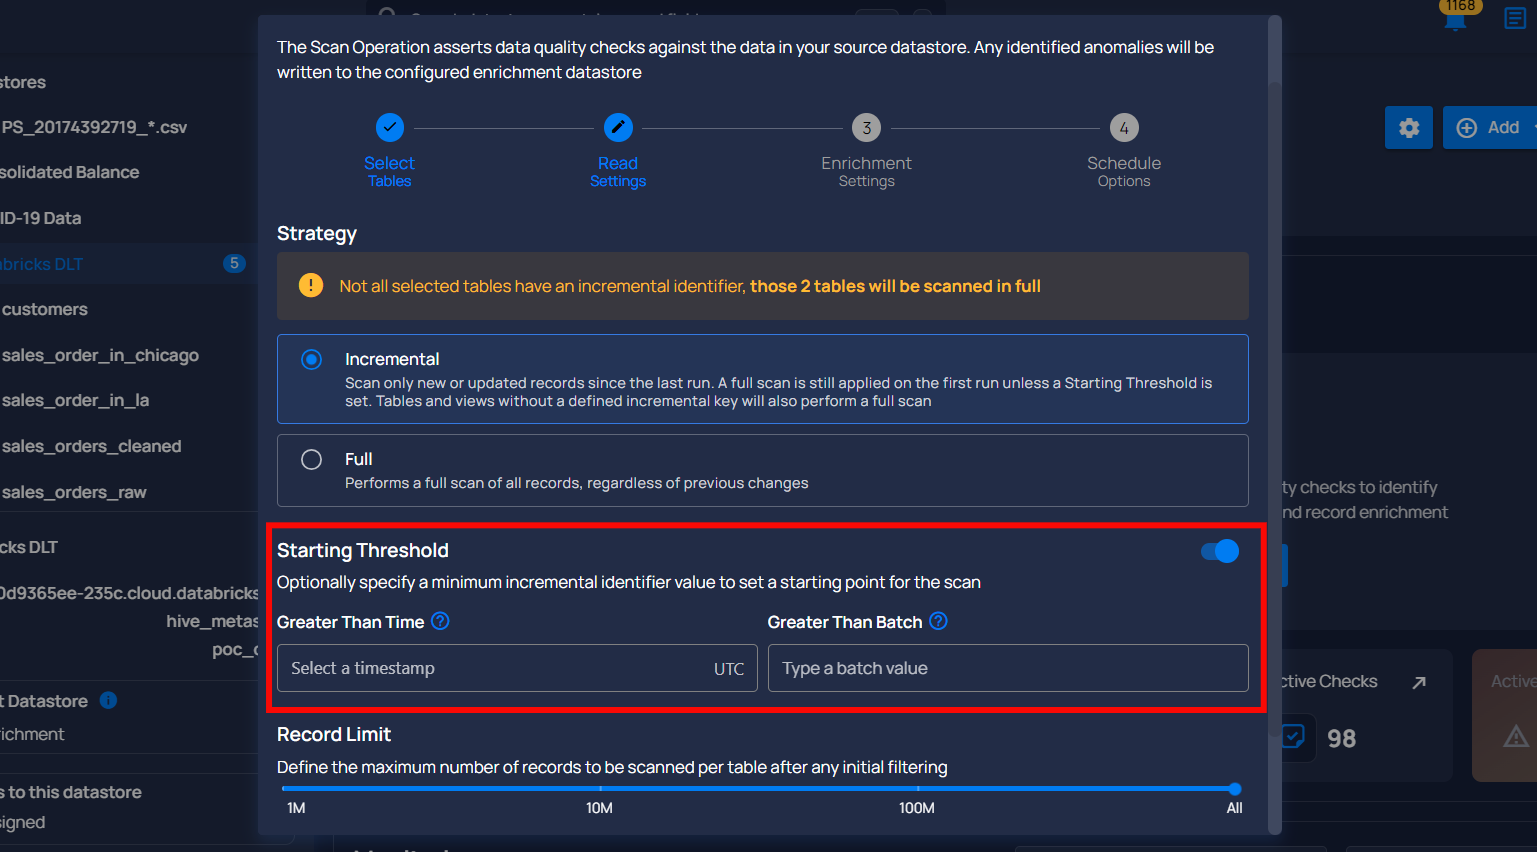 1168
The Scan Operation asserts data quality checks against the data in your source datastore. Any identified anomalies will be
written to the configured enrichment datastore
stores
PS_20174392719_*.csv
solidated Balance
ID-19 Data
bricks DLT
5
customers
sales_order_in_chicago
sales_order_in_la
sales_orders_cleaned
sales_orders_raw
cks DLT
0d9365ee-235c.cloud.databricks
hive_metas
poc_
t Datastore
richment
s to this datastore
signed
3
4
Select
Tables
Read
Settings
Enrichment
Settings
Schedule
Options
Strategy
Not all selected tables have an incremental identifier, those 2 tables will be scanned in full
Incremental
Scan only new or updated records since the last run. A full scan is still applied on the first run unless a Starting Threshold is
set. Tables and views without a defined incremental key will also perform a full scan
Full
Performs a full scan of all records, regardless of previous changes
Starting Threshold
Optionally specify a minimum incremental identifier value to set a starting point for the scan
Greater Than Time
Greater Than Batch
Select a timestamp UTC
Type a batch value
Record Limit
Define the maximum number of records to be scanned per table after any initial filtering
1M 10M 100M All
Add
ty checks to identify
nd record enrichment
ctive Checks
98
Active